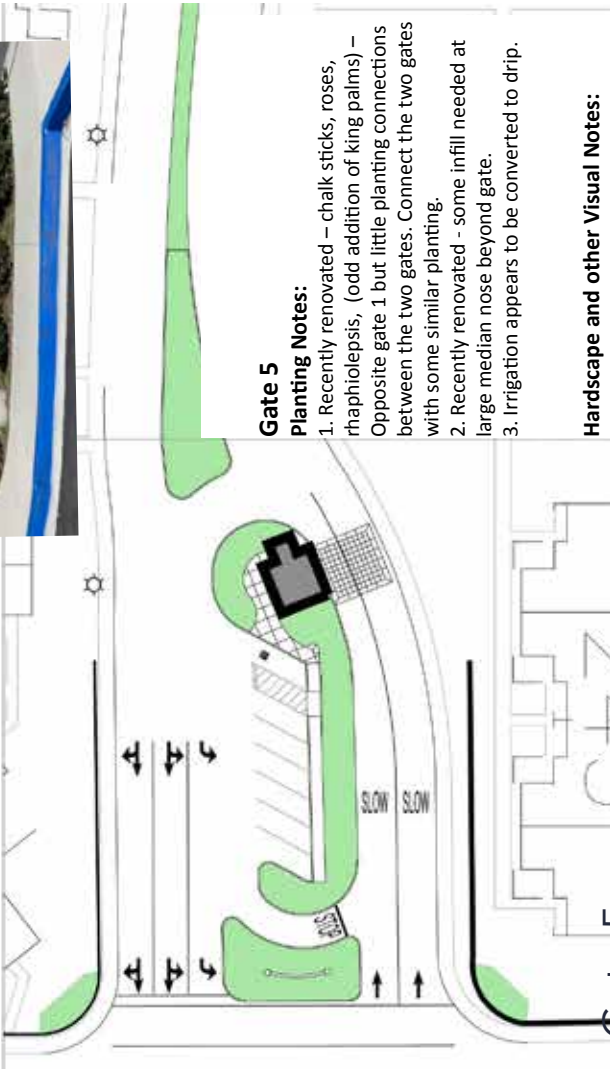 Gate 5
Planting Notes:
1. Recently renovated – chalk sticks, roses,
rhaphiolepsis, (odd addition of king palms) –
Opposite gate 1 but little planting connections
between the two gates. Connect the two gates
with some similar planting.
2. Recently renovated - some infill needed at
large median nose beyond gate.
3. Irrigation appears to be converted to drip.
Hardscape and other Visual Notes:
SLOW
SLOW
STOP